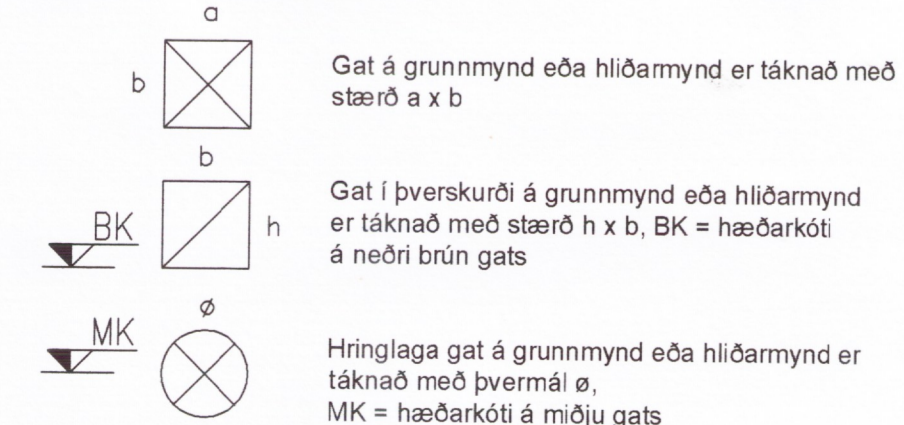 a
b
Gat á grunnmynd eða hliðarmynd er táknað með
stærð a x b
b
BK
h
Gat í þverskurði á grunnmynd eða hliðarmynd
er táknað með stærð h x b, BK = hæðarkóti
á neðri brún gats
ø
MK
Hringlaga gat á grunnmynd eða hliðarmynd er
táknað með þvermál ø,
MK = hæðarkóti á miðju gats